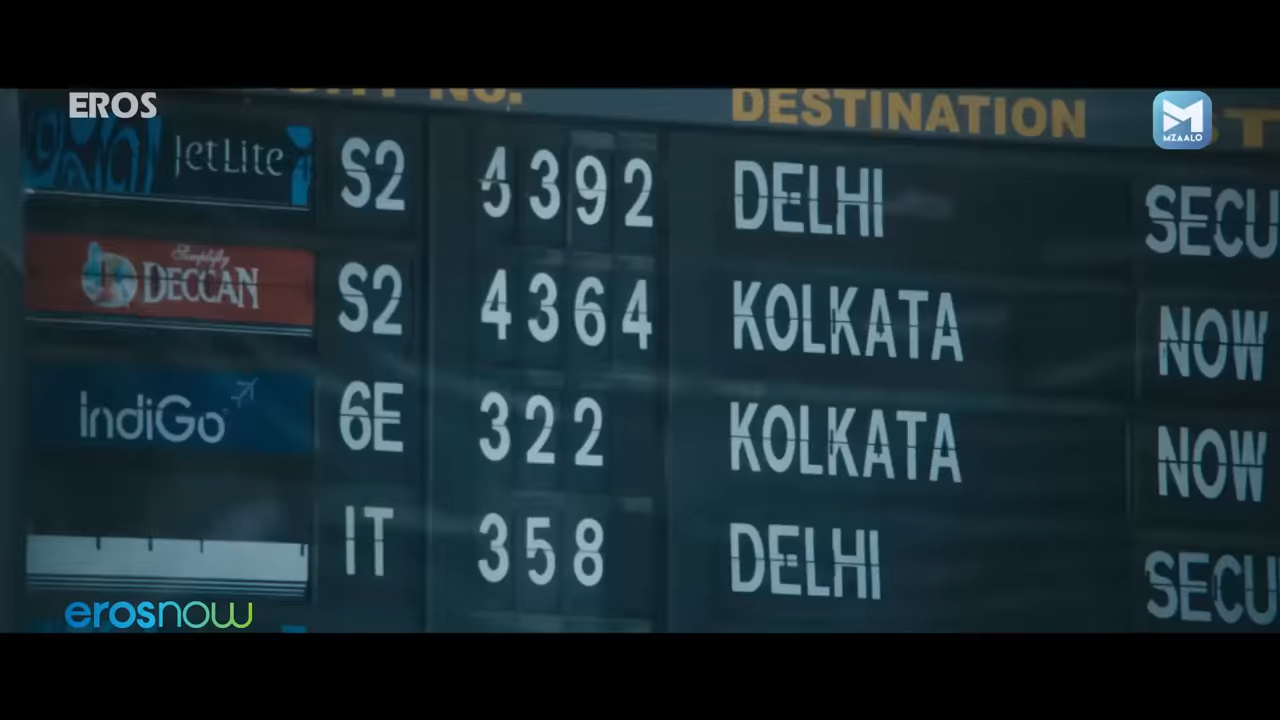 EROS
NO. DESTINATION
MZAALO
JetLite S2 4392 DELHI SECU
Simplifly
DECCAN S2 4364 KOLKATA NOW
IndiGo 6E 322 KOLKATA NOW
IT 358 DELHI SECU
erosnow